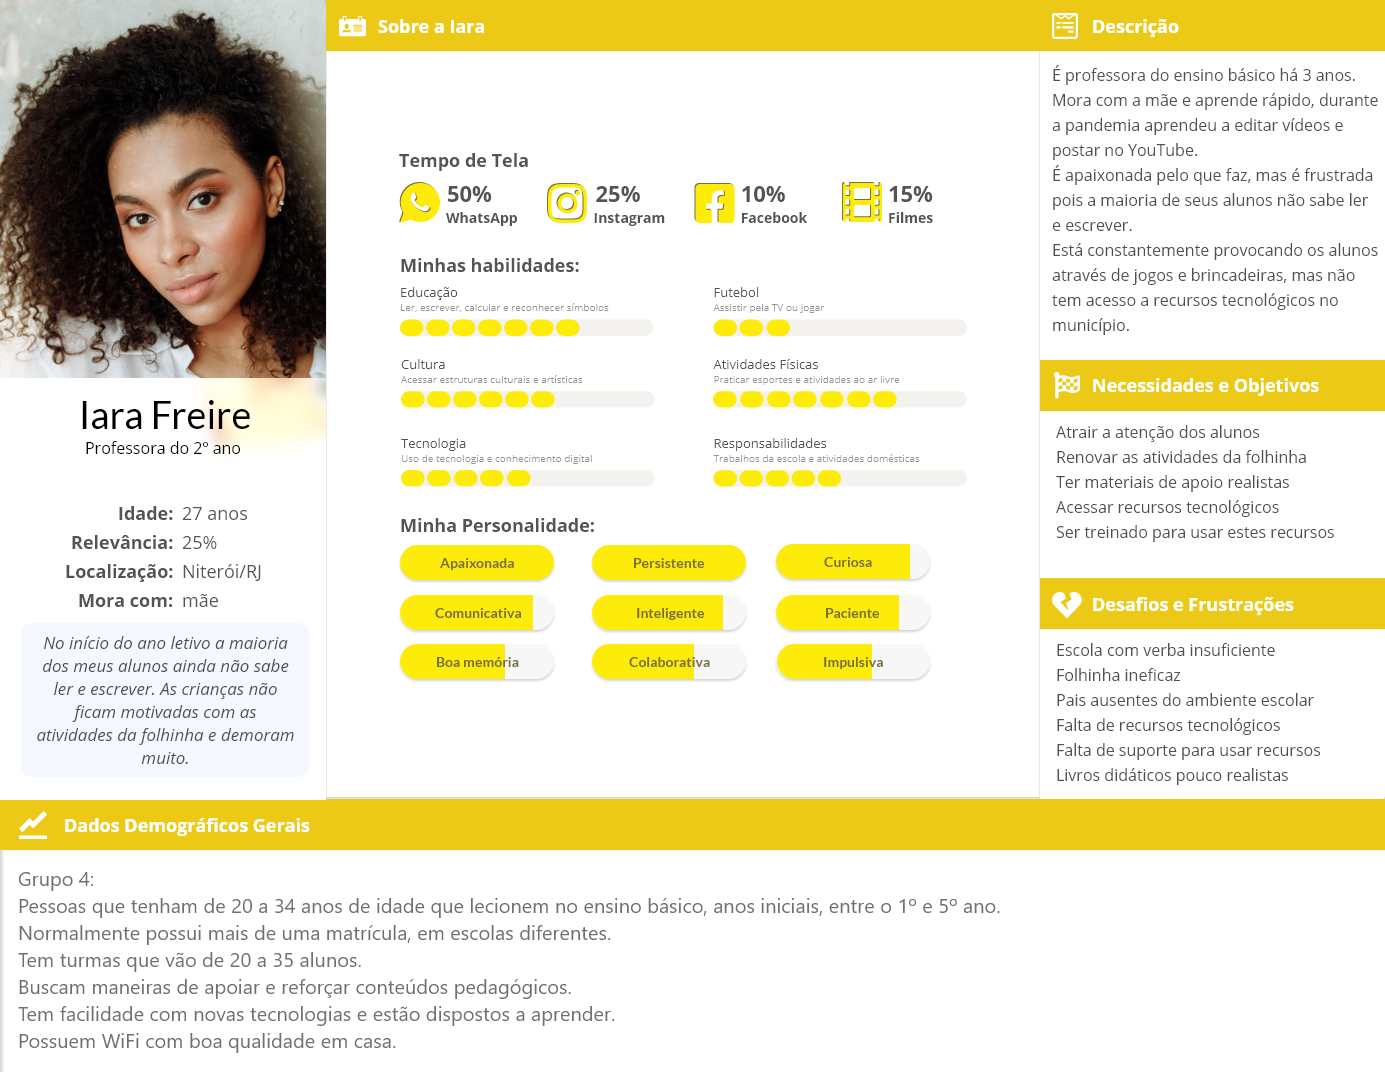 Sobre a Iara
Descrição
Tempo de Tela
50%
WhatsApp
25%
Instagram
10%
Facebook
15%
Filmes
Minhas habilidades:
Educação
Ler, escrever, calcular e reconhecer símbolos
Futebol
Assistir pela TV ou jogar
Cultura
Acessar estruturas culturais e artísticas
Atividades Físicas
Praticar esportes e atividades ao ar livre
Tecnologia
Uso de tecnologia e conhecimento digital
Responsabilidades
Trabalhos da escola e atividades domésticas
Minha Personalidade:
Apaixonada
Persistente
Curiosa
Comunicativa
Inteligente
Paciente
Boa memória
Colaborativa
Impulsiva
É professora do ensino básico há 3 anos.
Mora com a mãe e aprende rápido, durante
a pandemia aprendeu a editar vídeos e
postar no YouTube.
É apaixonada pelo que faz, mas é frustrada
pois a maioria de seus alunos não sabe ler
e escrever.
Está constantemente provocando os alunos
através de jogos e brincadeiras, mas não
tem acesso a recursos tecnológicos no
município.
Necessidades e Objetivos
Atrair a atenção dos alunos
Renovar as atividades da folhinha
Ter materiais de apoio realistas
Acessar recursos tecnológicos
Ser treinado para usar estes recursos
Desafios e Frustrações
Escola com verba insuficiente
Folhinha ineficaz
Pais ausentes do ambiente escolar
Falta de recursos tecnológicos
Falta de suporte para usar recursos
Livros didáticos pouco realistas
Iara Freire
Professora do 2º ano
Idade: 27 anos
Relevância: 25%
Localização: Niterói/RJ
Mora com: mãe
No início do ano letivo a maioria
dos meus alunos ainda não sabe
ler e escrever. As crianças não
ficam motivadas com as
atividades da folhinha e demoram
muito.
Dados Demográficos Gerais
Grupo 4:
Pessoas que tenham de 20 a 34 anos de idade que lecionem no ensino básico, anos iniciais, entre o 1º e 5º ano.
Normalmente possui mais de uma matrícula, em escolas diferentes.
Tem turmas que vão de 20 a 35 alunos.
Buscam maneiras de apoiar e reforçar conteúdos pedagógicos.
Tem facilidade com novas tecnologias e estão dispostos a aprender.
Possuem WiFi com boa qualidade em casa.